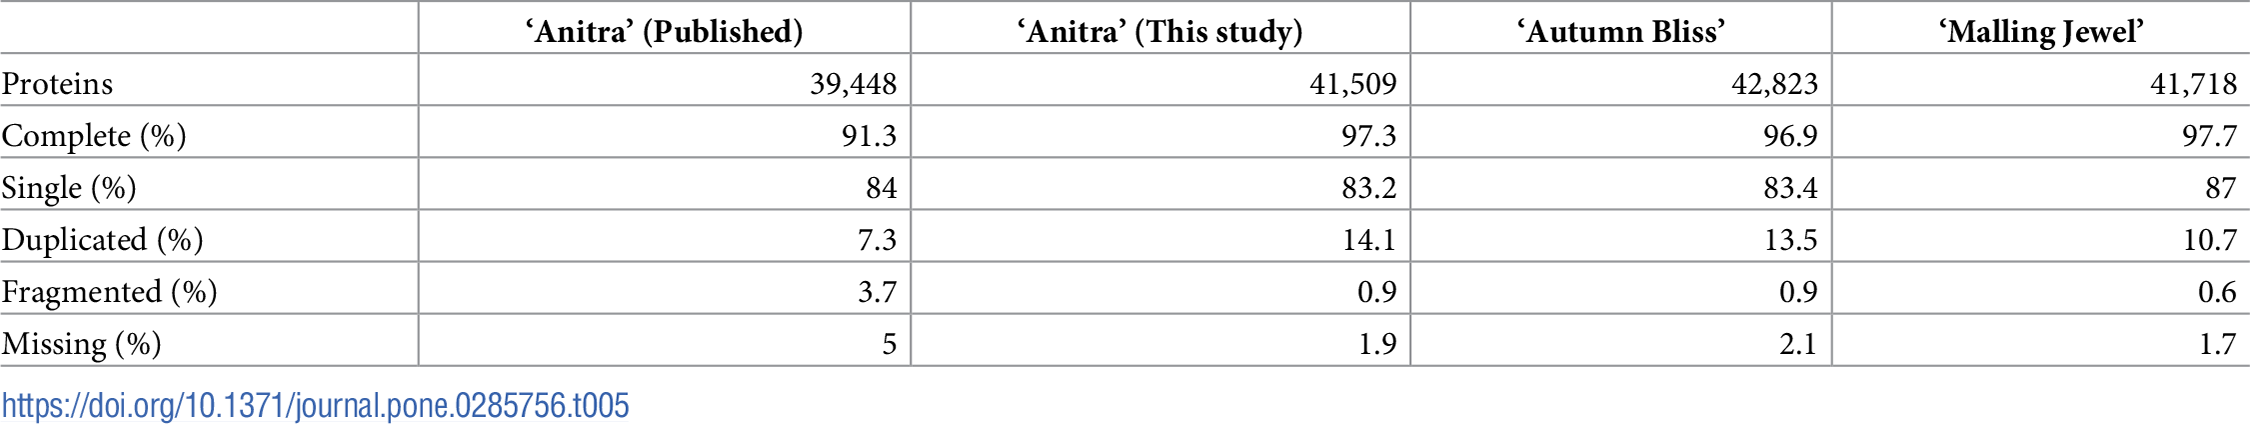 ‘Anitra’ (Published) ‘Anitra’ (This study) ‘Autumn Bliss’ ‘Malling Jewel’
Proteins 39,448 41,509 42,823 41,718
Complete (%) 91.3 97.3 96.9 97.7
Single (%) 84 83.2 83.4 87
Duplicated (%) 7.3 14.1 13.5 10.7
Fragmented (%) 3.7 0.9 0.9 0.6
Missing (%) 5 1.9 2.1 1.7
https://doi.org/10.1371/journal.pone.0285756.t005